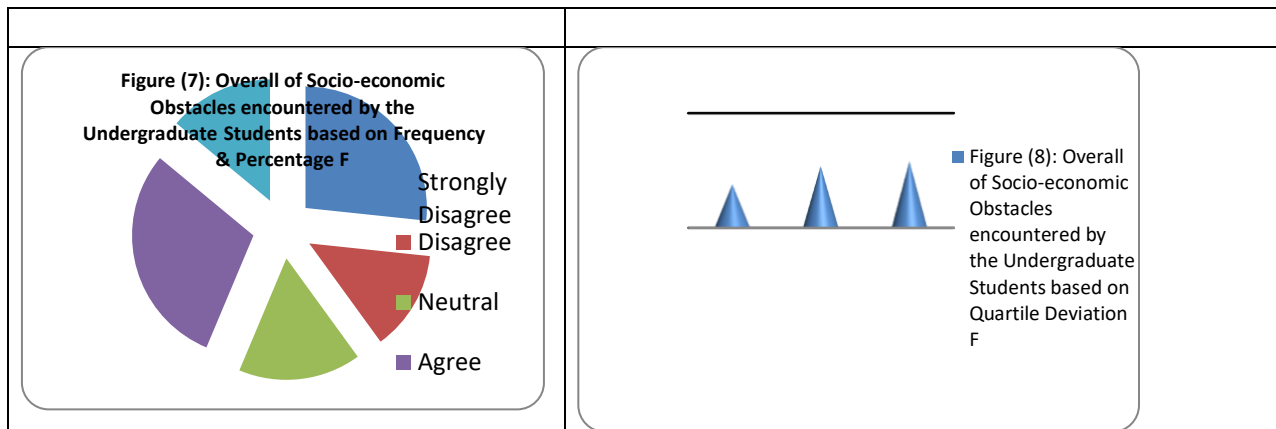 Figure (7): Overall of Socio-economic
Obstacles encountered by the
Undergraduate Students based on Frequency
& Percentage F
Strongly
Disagree
Disagree
Neutral
Agree
Figure (8): Overall
of Socio-economic
Obstacles
encountered by
the Undergraduate
Students based on
Quartile Deviation
F